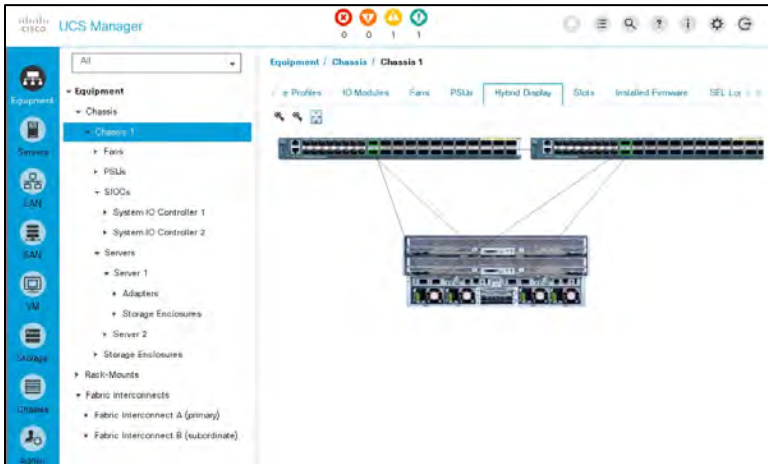 cisco
UCS Manager
0 0 1 1
All
Equipment / Chassis / Chassis 1
Profiles IO Modules Fans PSUs Hybrid Display Slots Installed Firmware SEL
Equipment
Servers
LAN
SAN
VM
Storage
Chassis
Admin
Equipment
Chassis
Chassis 1
Fans
PSUs
SIOCs
System IO Controller 1
System IO Controller 2
Servers
Server 1
Adapters
Storage Enclosures
Server 2
Storage Enclosures
Rack-Mounts
Fabric Interconnects
Fabric Interconnect A (primary)
Fabric Interconnect B (subordinate)